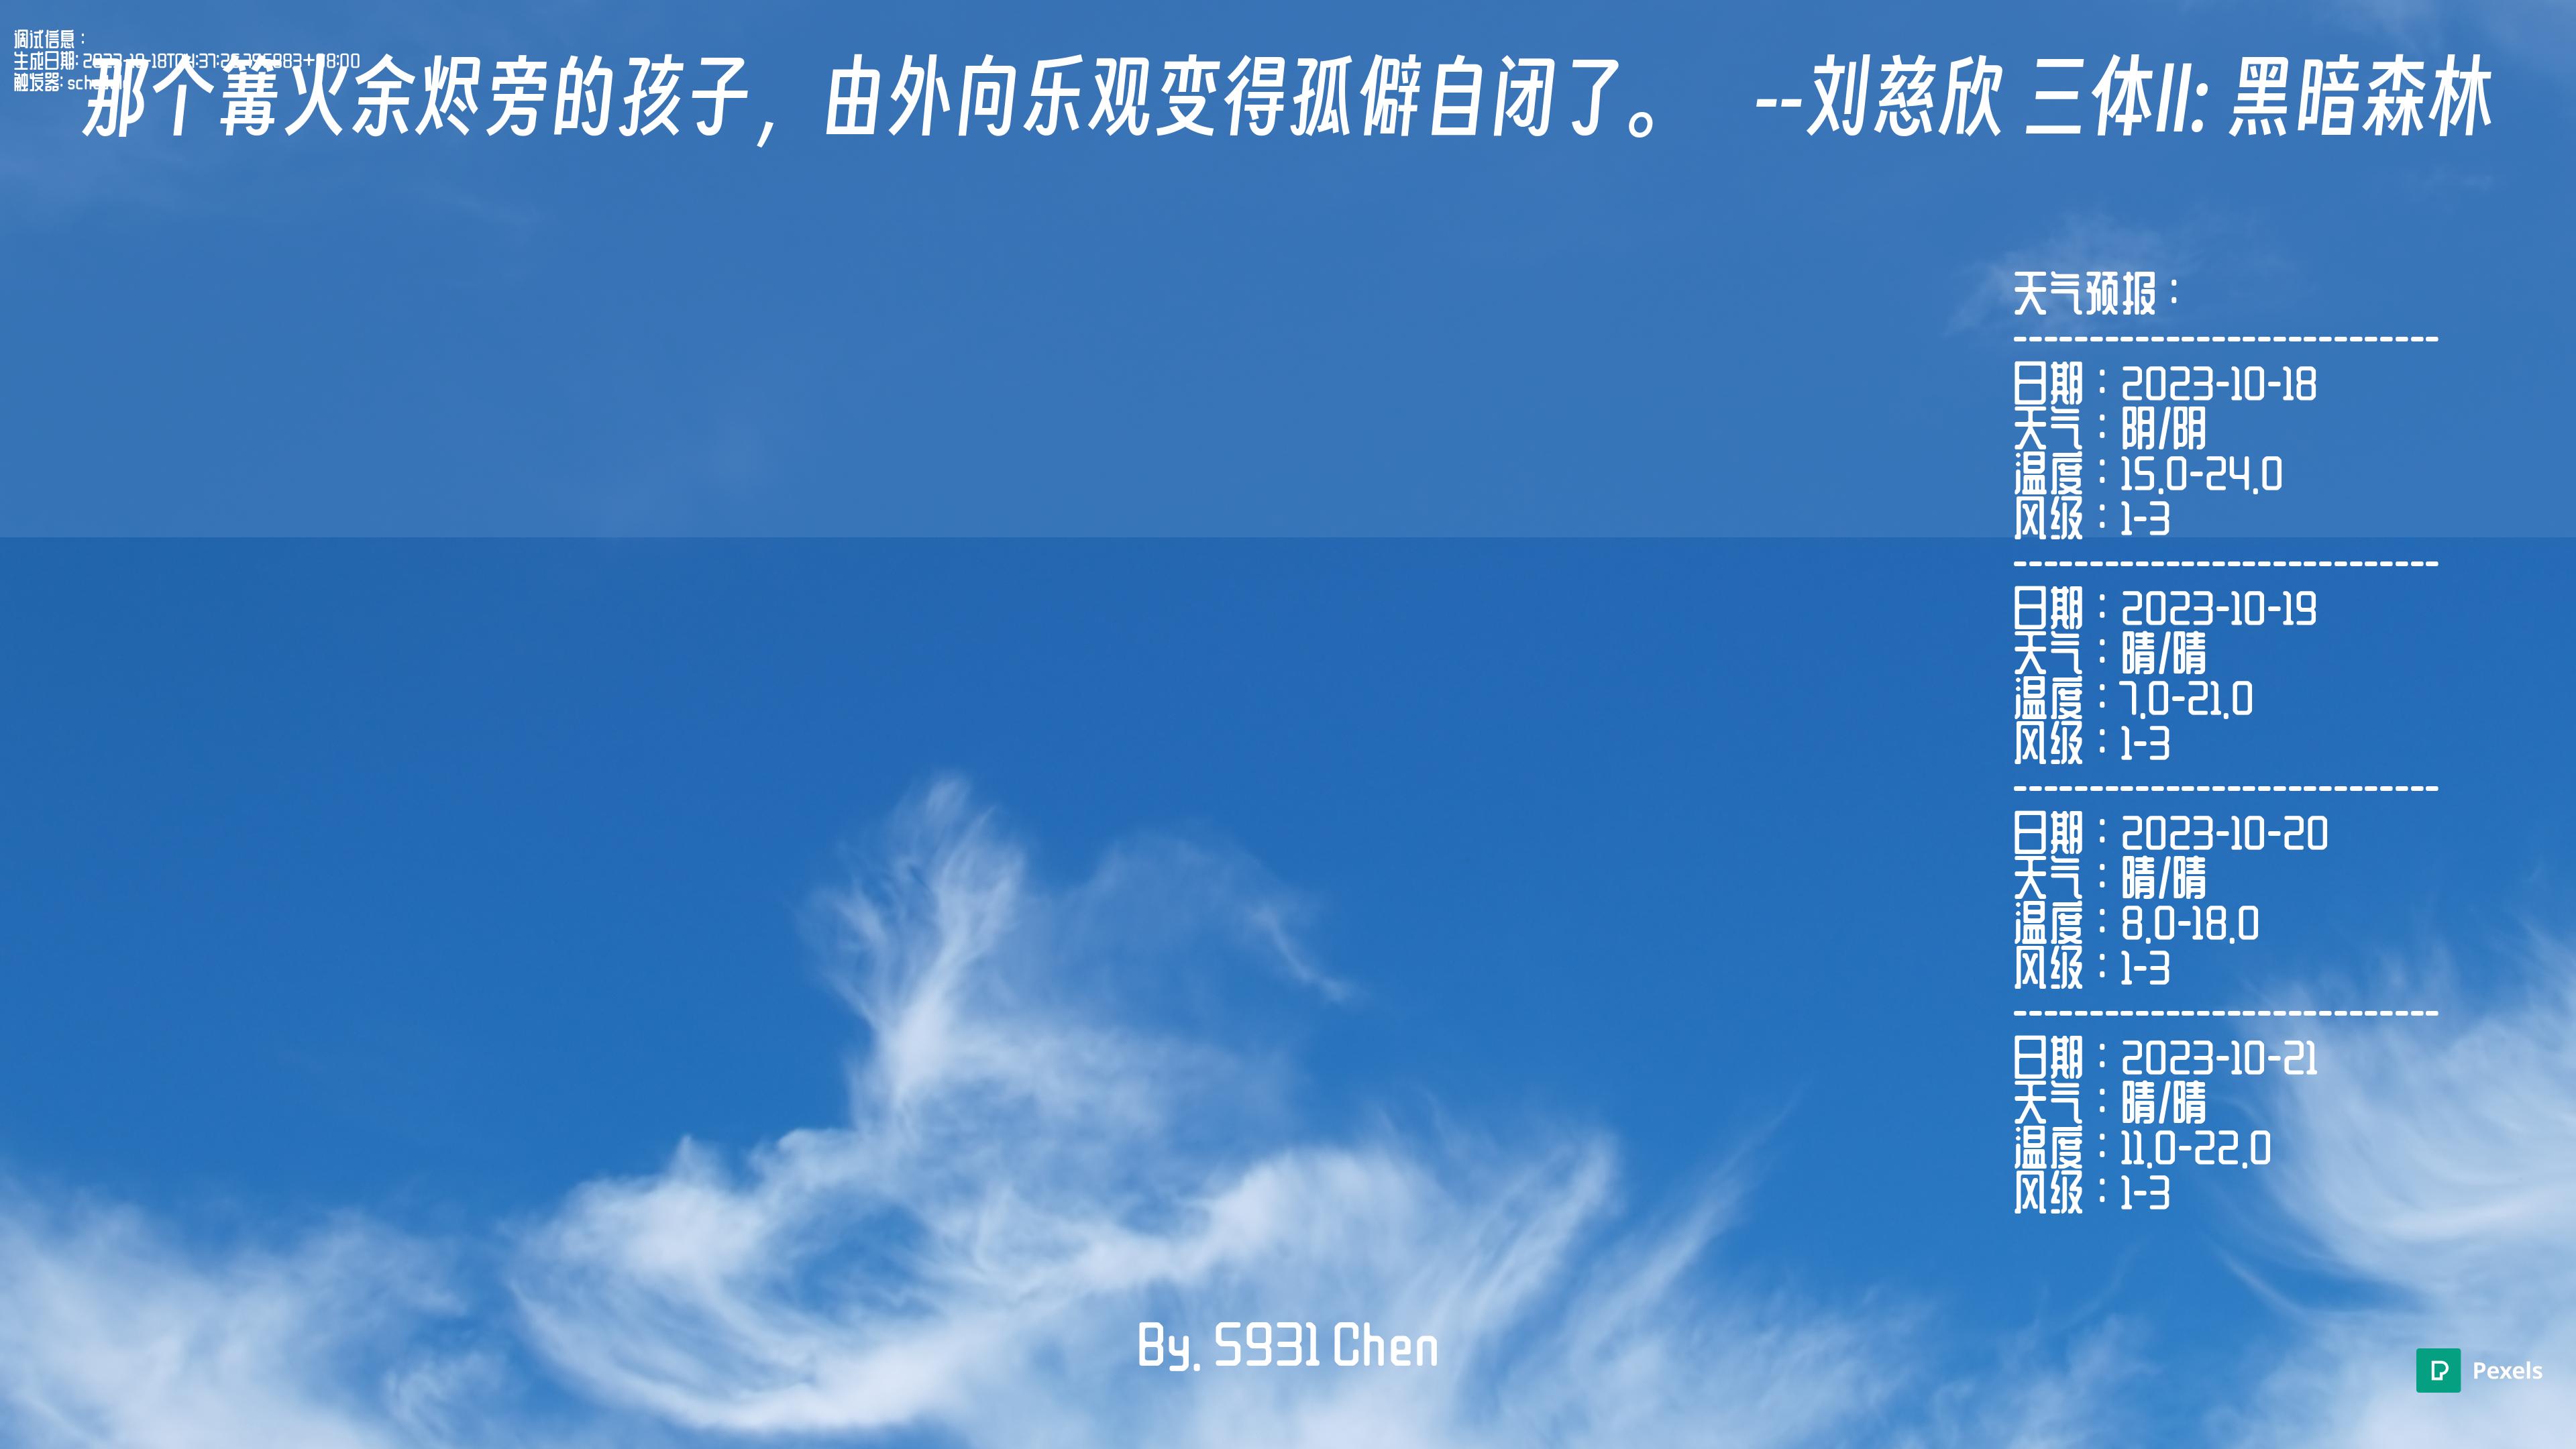 调试信息：
生成日期: 2023-10-18T04:37:2 +08:00
触发器:
那个篝火余烬旁的孩子，由外向乐观变得孤僻自闭了。 --刘慈欣 三体II: 黑暗森林
天气预报：
----------------------------
日期：2023-10-18
天气：阴/阴
温度：15.0-24.0
风级：1-3
----------------------------
日期：2023-10-19
天气：晴/晴
温度：7.0-21.0
风级：1-3
----------------------------
日期：2023-10-20
天气：晴/晴
温度：8.0-18.0
风级：1-3
----------------------------
日期：2023-10-21
天气：晴/晴
温度：11.0-22.0
风级：1-3
By. S931 Chen
Pexels